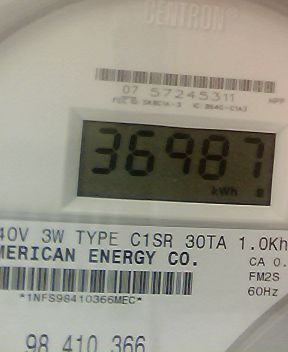 CENTRON
07 57245311
36987
kWh
40V 3W TYPE C1SR 30TA 1.0Kh
MERICAN ENERGY CO.
CA 0.
FM2S
60Hz
*1NFS98410366MEC*
98 410 366